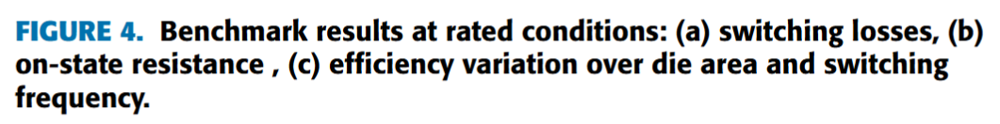 FIGURE 4. Benchmark results at rated conditions: (a) switching losses, (b)
on-state resistance , (c) efficiency variation over die area and switching
frequency.